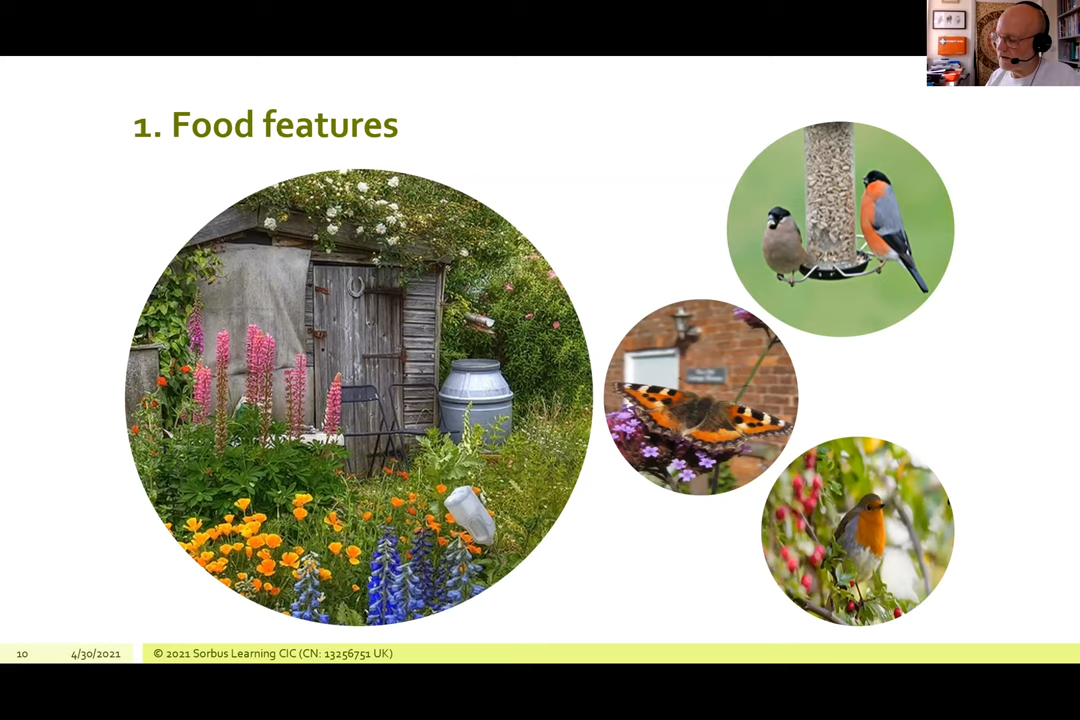 1. Food features
10
4/30/2021
© 2021 Sorbus Learning CIC (CN: 13256751 UK)